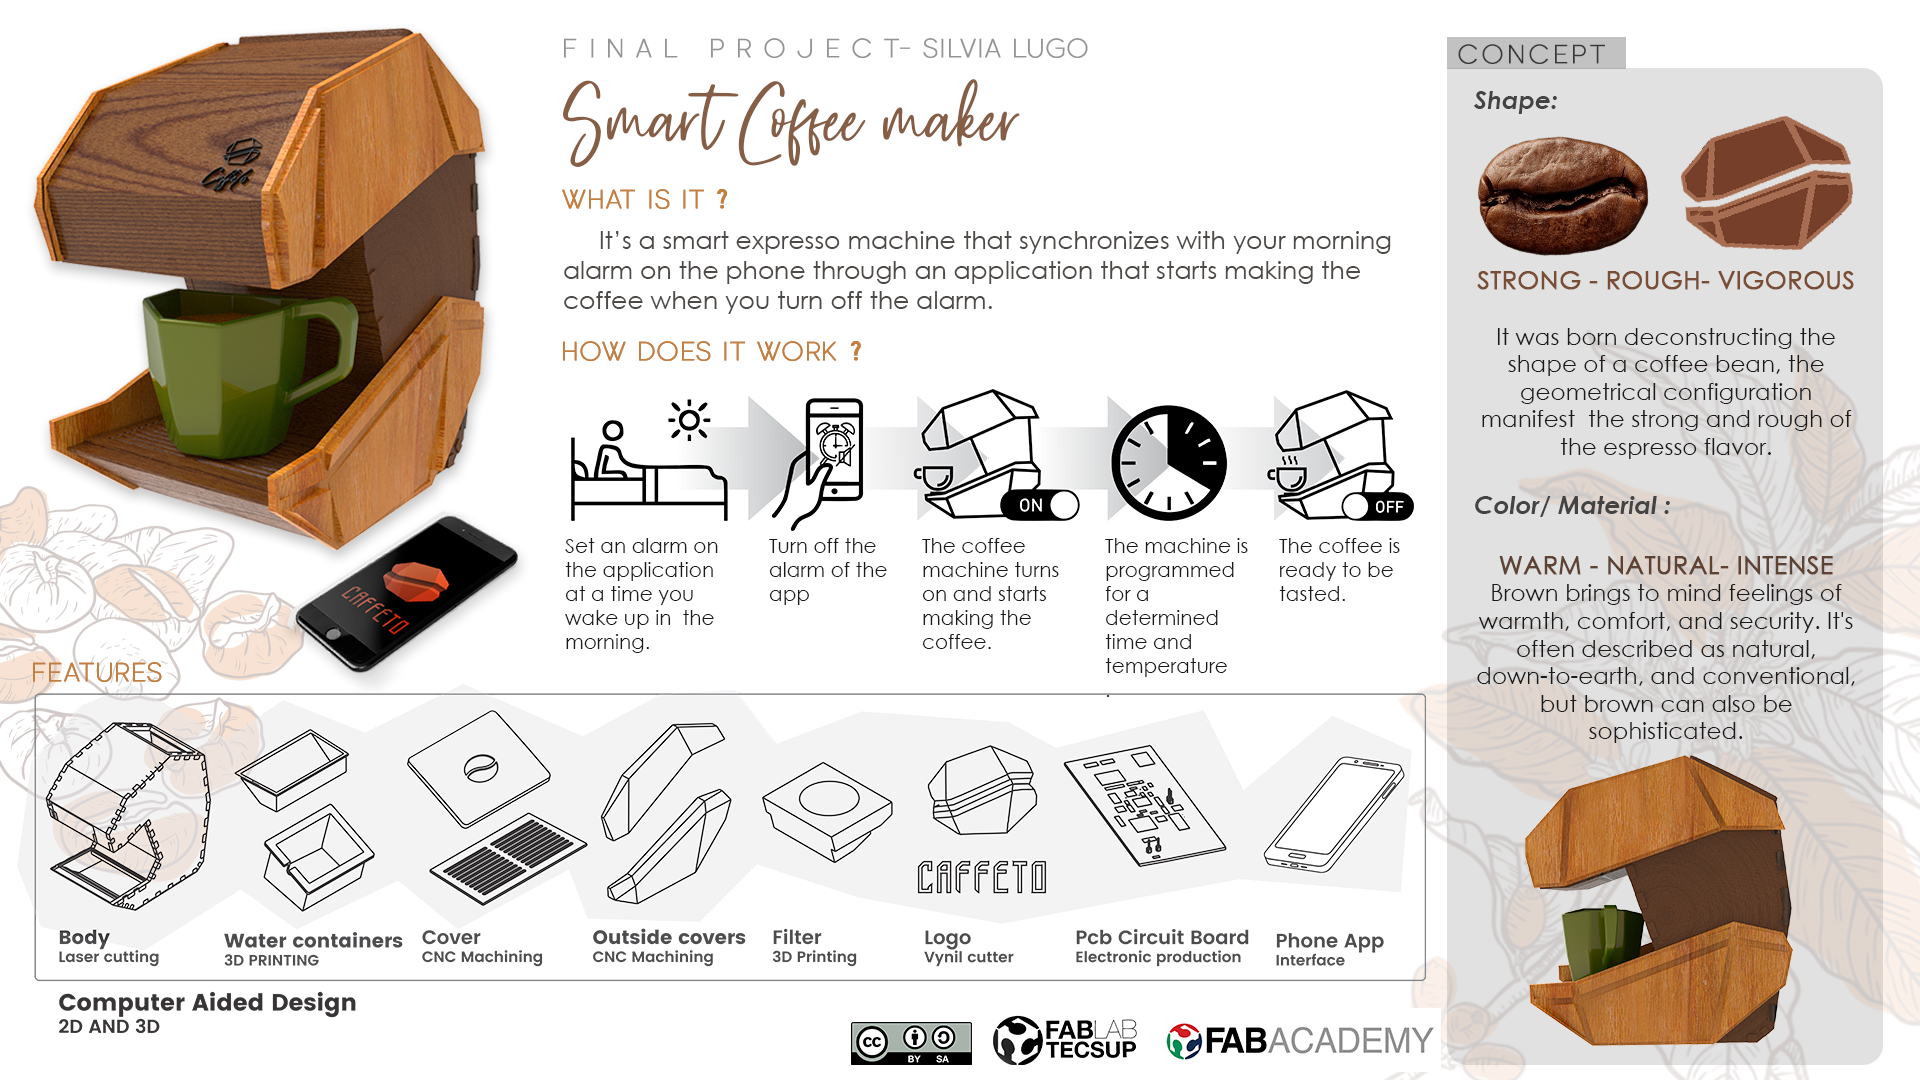 FINAL PROJECT- SILVIA LUGO
Smart Coffee maker
WHAT IS IT ?
It's a smart expresso machine that synchronizes with your morning
alarm on the phone through an application that starts making the
coffee when you turn off the alarm.
HOW DOES IT WORK ?
ON
OFF
Set an alarm on
the application
at a time you
wake up in the
morning.
Turn off the
alarm of the
app
The coffee
machine turns
on and starts
making the
coffee.
The machine is
programmed
for a
determined
time and
temperature
.
The coffee is
ready to be
tasted.
CAFFETO
FEATURES
CAFFETO
Body
Laser cutting
Water containers
3D PRINTING
Cover
CNC Machining
Outside covers
CNC Machining
Filter
3D Printing
Logo
Vynil cutter
Pcb Circuit Board
Electronic production
Phone App
Interface
Computer Aided Design
2D AND 3D
cc
BY SA
FABLAB
TECSUP
FABACADEMY
CONCEPT
Shape:
STRONG - ROUGH- VIGOROUS
It was born deconstructing the
shape of a coffee bean, the
geometrical configuration
manifest the strong and rough of
the espresso flavor.
Color/ Material :
WARM - NATURAL- INTENSE
Brown brings to mind feelings of
warmth, comfort, and security. It's
often described as natural,
down-to-earth, and conventional,
but brown can also be
sophisticated.